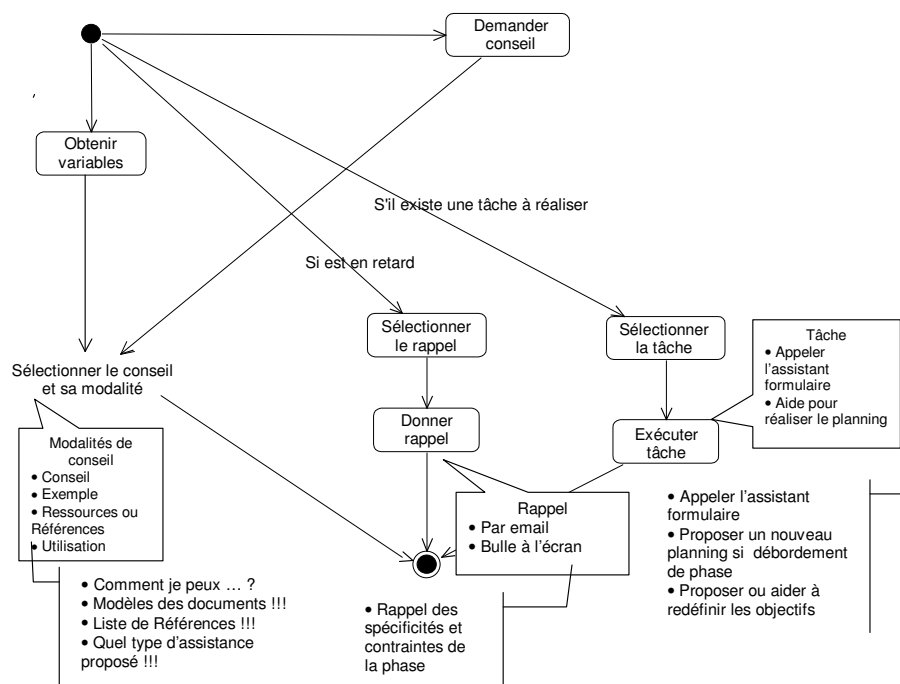 Demander
conseil
Obtenir
variables
S'il existe une tâche à réaliser
Si est en retard
Sélectionner
le rappel
Sélectionner
la tâche
Tâche
• Appeler
l'assistant
formulaire
• Aide pour
réaliser le planning
Sélectionner le conseil
et sa modalité
Donner
rappel
Exécuter
tâche
Modalités de
conseil
• Conseil
• Exemple
• Ressources ou
Références
• Utilisation
Rappel
• Par email
• Bulle à l'écran
• Appeler l'assistant
formulaire
• Proposer un nouveau
planning si débordement
de phase
• Proposer ou aider à
redéfinir les objectifs
• Comment je peux … ?
• Modèles des documents !!!
• Liste de Références !!!
• Quel type d'assistance
proposé !!!
• Rappel des
spécificités et
contraintes de
la phase